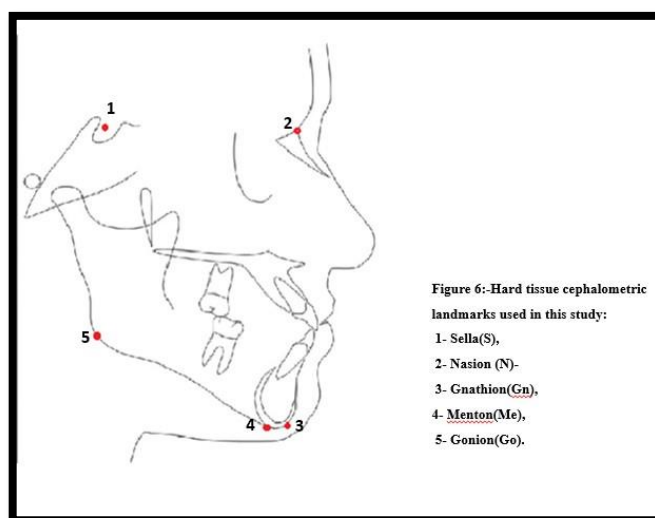 1
2
5
4
3
Figure 6:-Hard tissue cephalometric
landmarks used in this study:
1- Sella(S),
2- Nasion (N)-
3- Gnathion(Gn),
4- Menton(Me),
5- Gonion(Go).